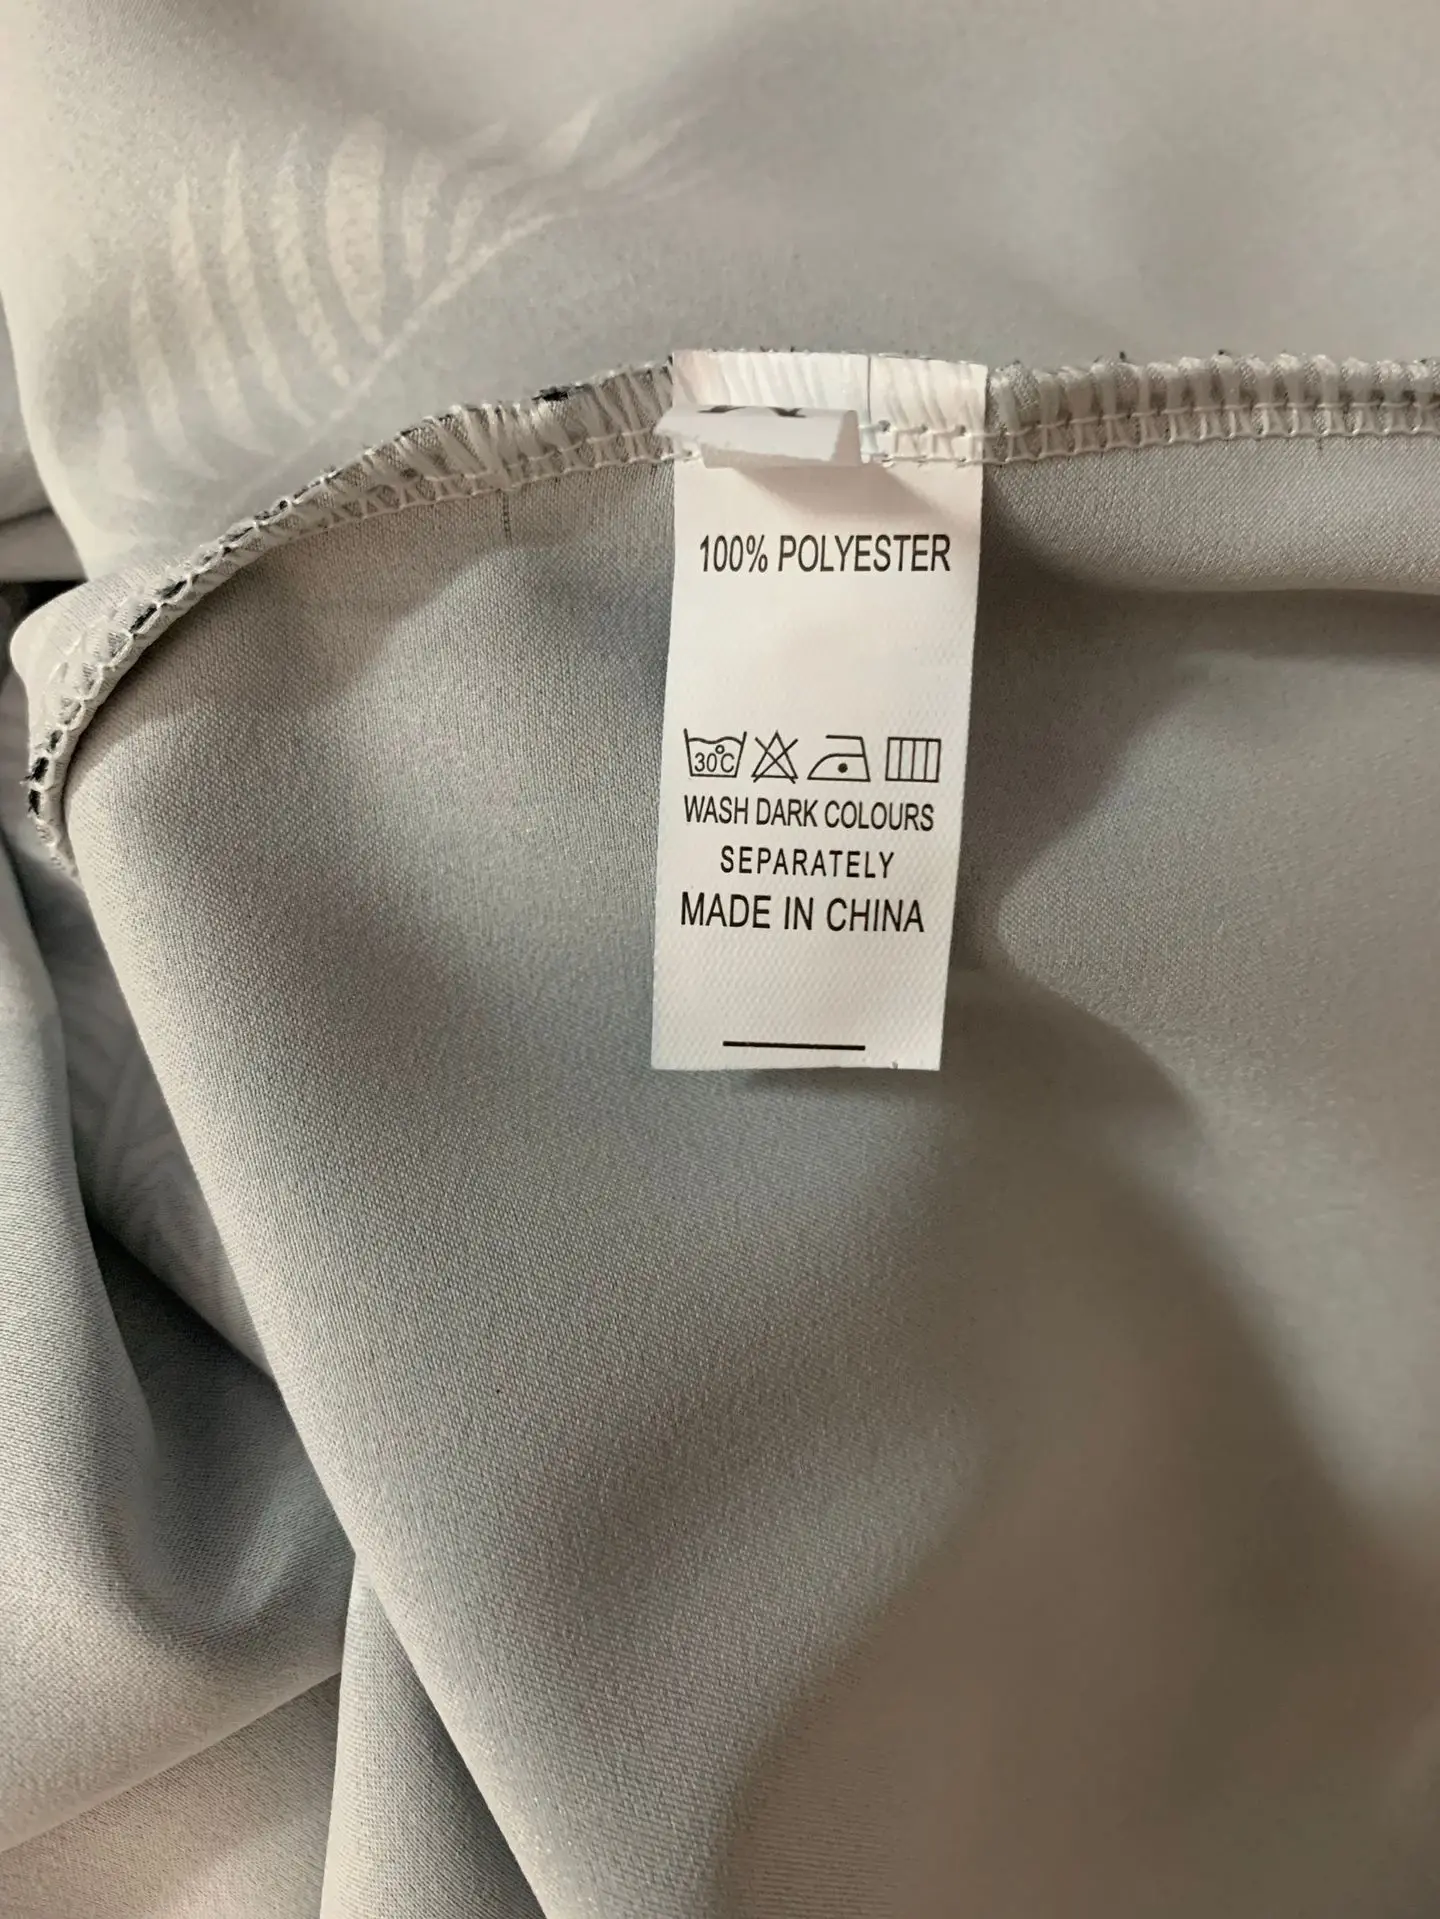 100% POLYESTER
30°C
WASH DARK COLOURS
SEPARATELY
MADE IN CHINA